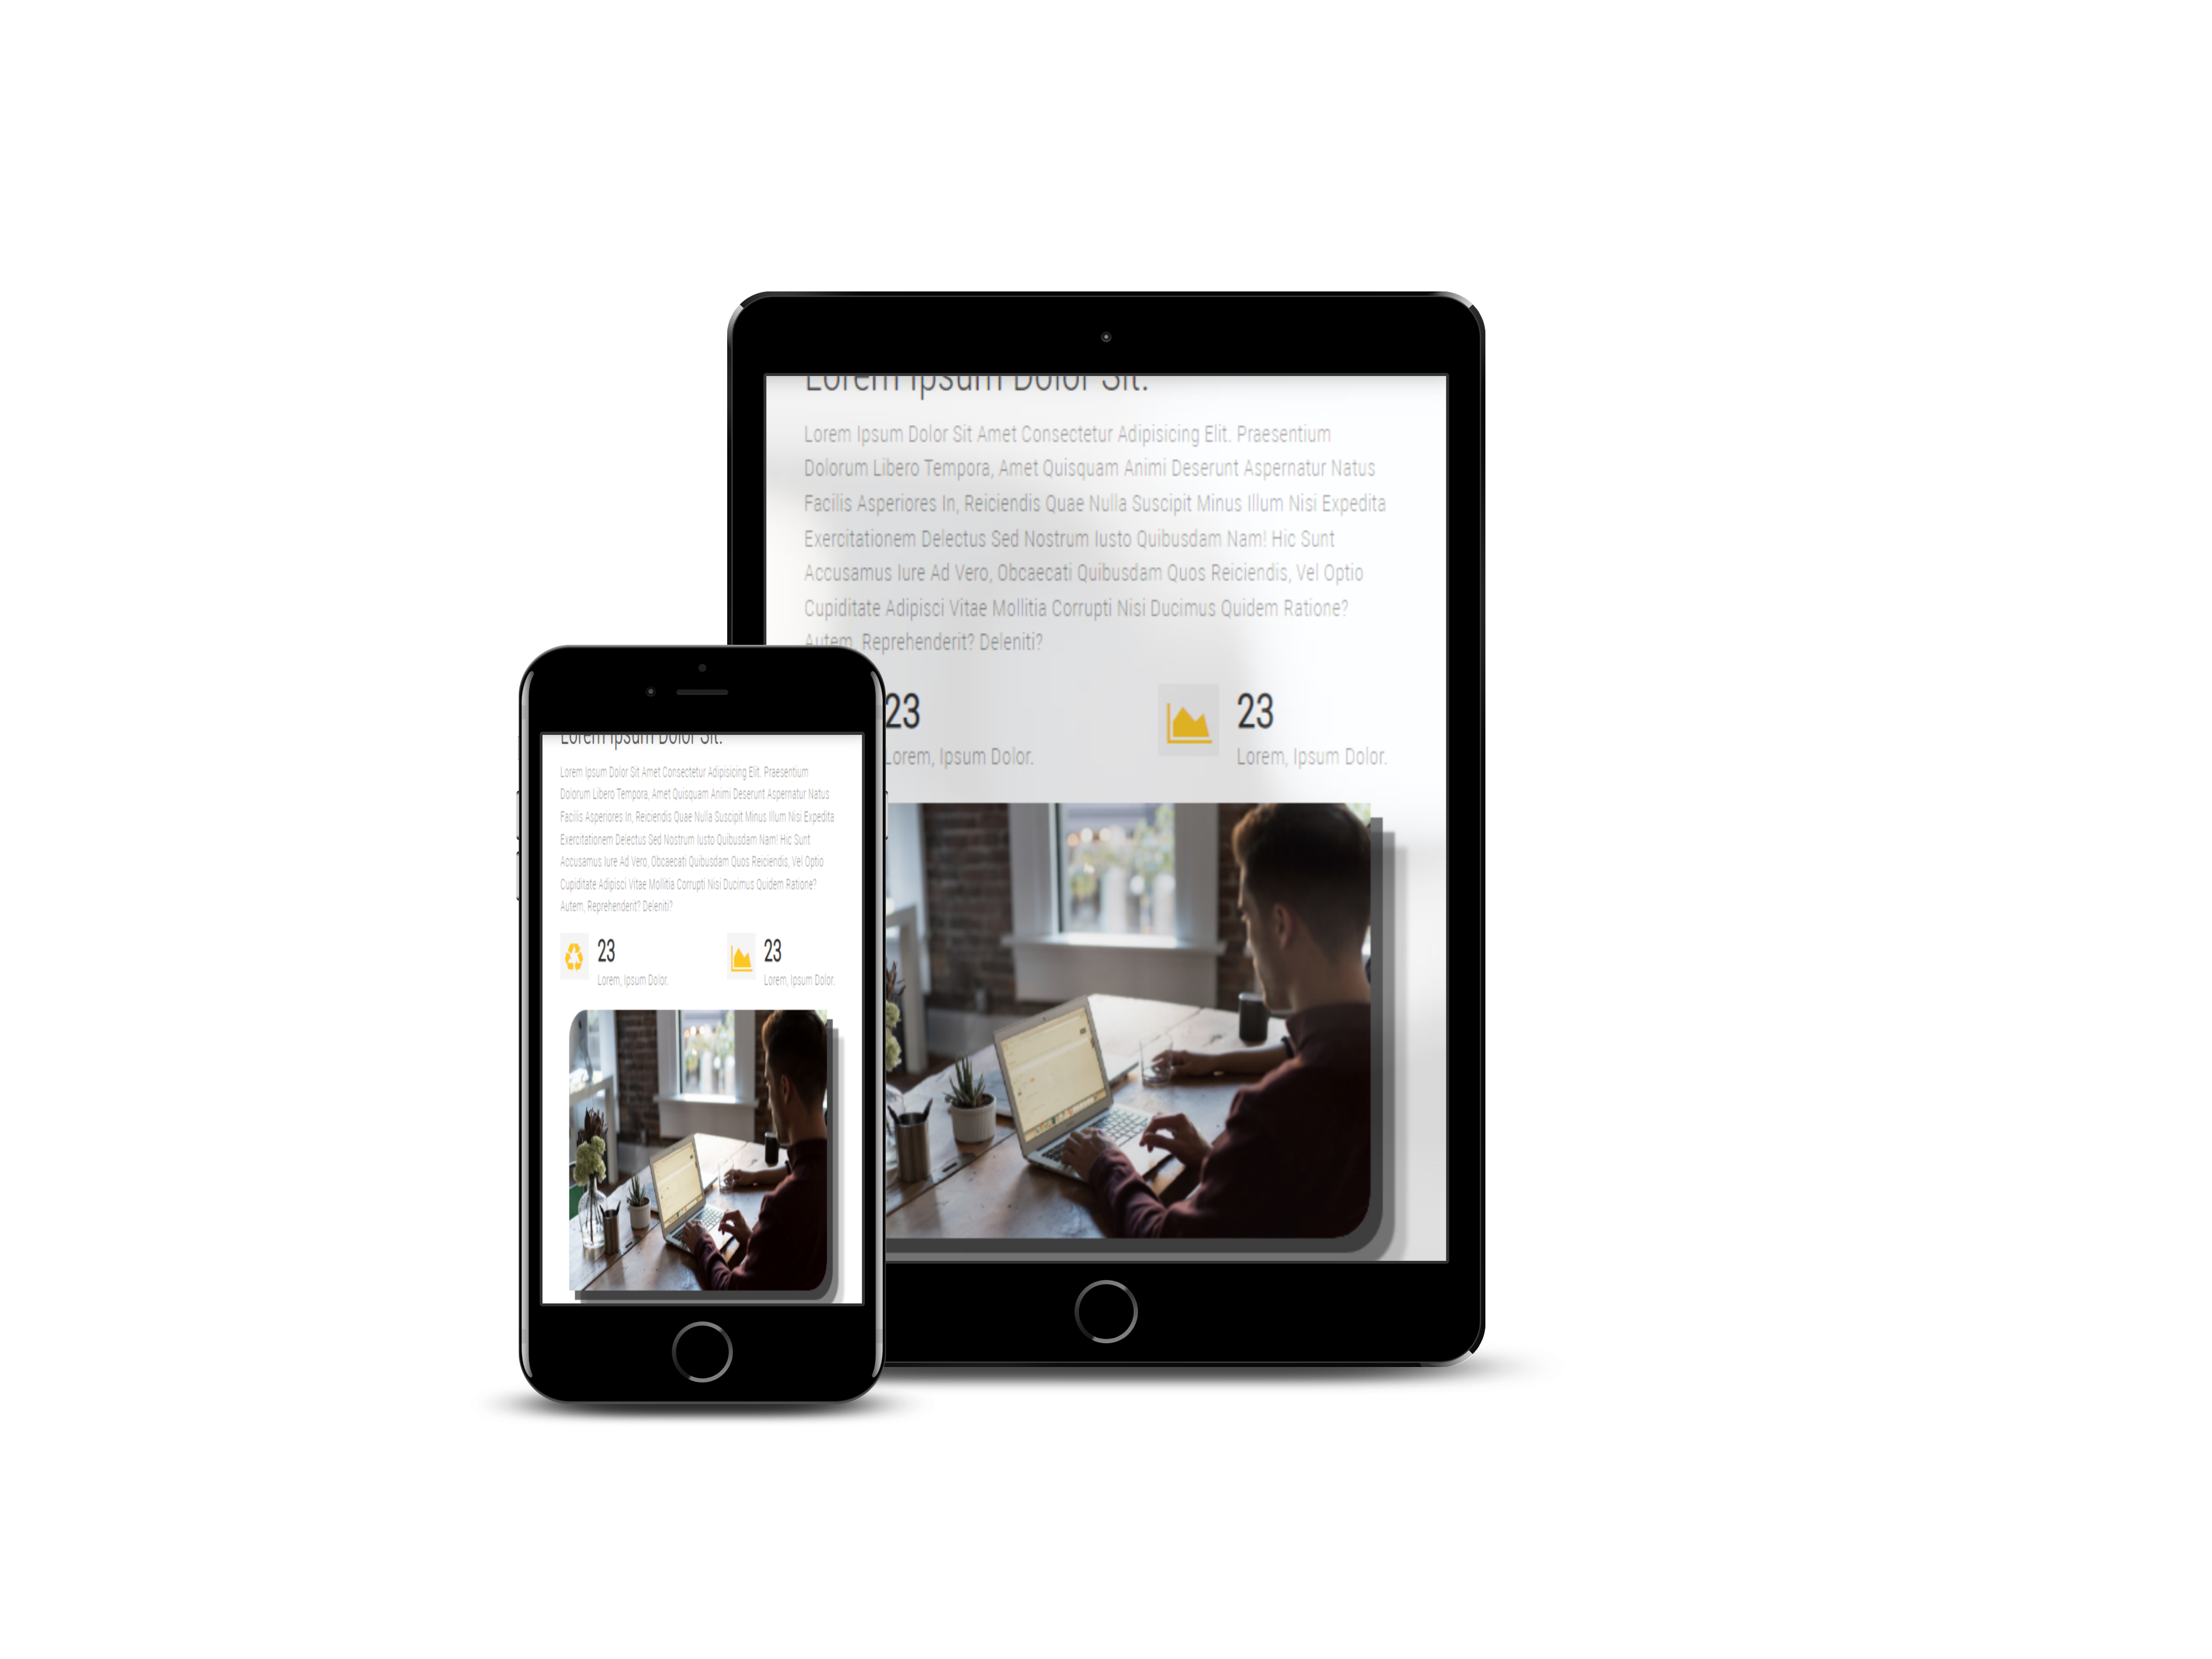 Lorem Ipsum Dolor Sit.
Lorem Ipsum Dolor Sit Amet Consectetur Adipisicing Elit. Praesentium
Dolorum Libero Tempora, Amet Quisquam Animi Deserunt Aspernatur Natus
Facilis Asperiores In, Reiciendis Quae Nulla Suscipit Minus Illum Nisi Expedita
Exercitationem Delectus Sed Nostrum Iusto Quibusdam Nam! Hic Sunt
Accusamus Iure Ad Vero, Obcaecati Quibusdam Quos Reiciendis, Vel Optio
Cupiditate Adipisci Vitae Mollitia Corrupti Nisi Ducimus Quidem Ratione?
Autem, Reprehenderit? Deleniti?
23 23
Lorem, Ipsum Dolor. Lorem, Ipsum Dolor.
Lorem Ipsum Dolor Sit.
Lorem Ipsum Dolor Sit Amet Consectetur Adipisicing Elit. Praesentium
Dolorum Libero Tempora, Amet Quisquam Animi Deserunt Aspernatur Natus
Facilis Asperiores In, Reiciendis Quae Nulla Suscipit Minus Illum Nisi Expedita
Exercitationem Delectus Sed Nostrum Iusto Quibusdam Nam! Hic Sunt
Accusamus Iure Ad Vero, Obcaecati Quibusdam Quos Reiciendis, Vel Optio
Cupiditate Adipisci Vitae Mollitia Corrupti Nisi Ducimus Quidem Ratione?
Autem, Reprehenderit? Deleniti?
23 23
Lorem, Ipsum Dolor. Lorem, Ipsum Dolor.